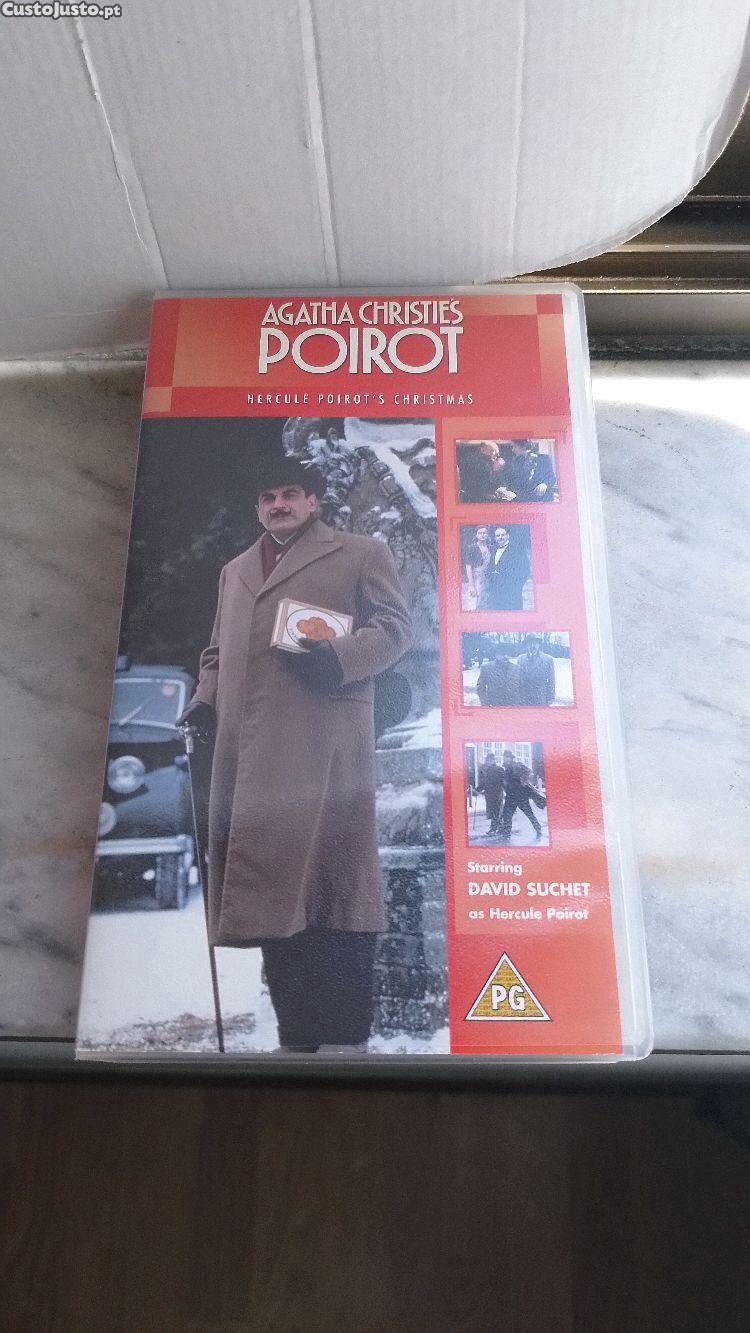 CustoJusto.pt
AGATHA CHRISTIE'S
POIROT
HERCULE POIROT'S CHRISTMAS
Starring
DAVID SUCHET
as Hercule Poirot
PG